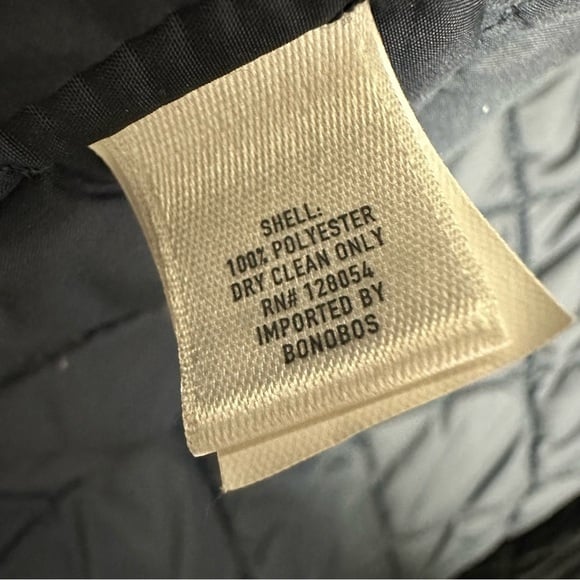 SHELL:
100% POLYESTER
DRY CLEAN ONLY
RN# 128054
IMPORTED BY
BONOBOS